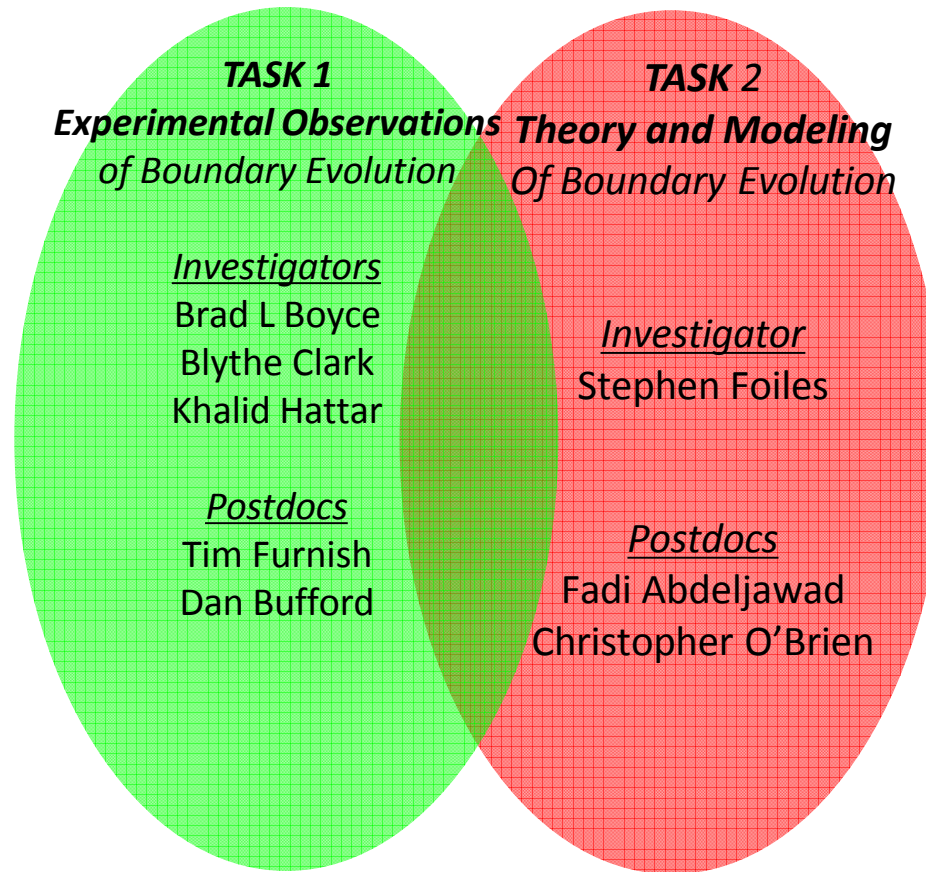 TASK 1
Experimental Observations
of Boundary Evolution
Investigators
Brad L Boyce
Blythe Clark
Khalid Hattar
Postdocs
Tim Furnish
Dan Bufford
TASK 2
Theory and Modeling
Of Boundary Evolution
Investigator
Stephen Foiles
Postdocs
Fadi Abdeljawad
Christopher O’Brien